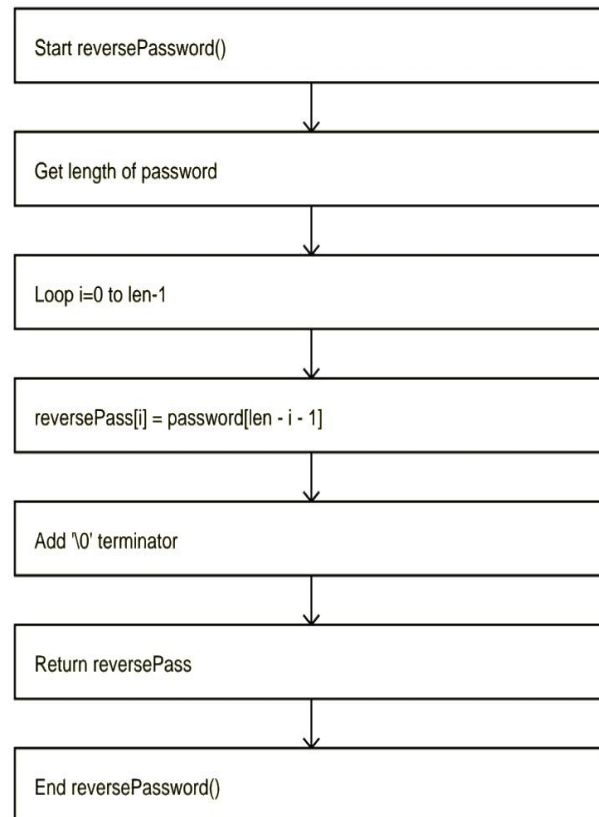 Start reversePassword()
Get length of password
Loop i=0 to len-1
reversePass[i] = password[len - i - 1]
Add '\0' terminator
Return reversePass
End reversePassword()